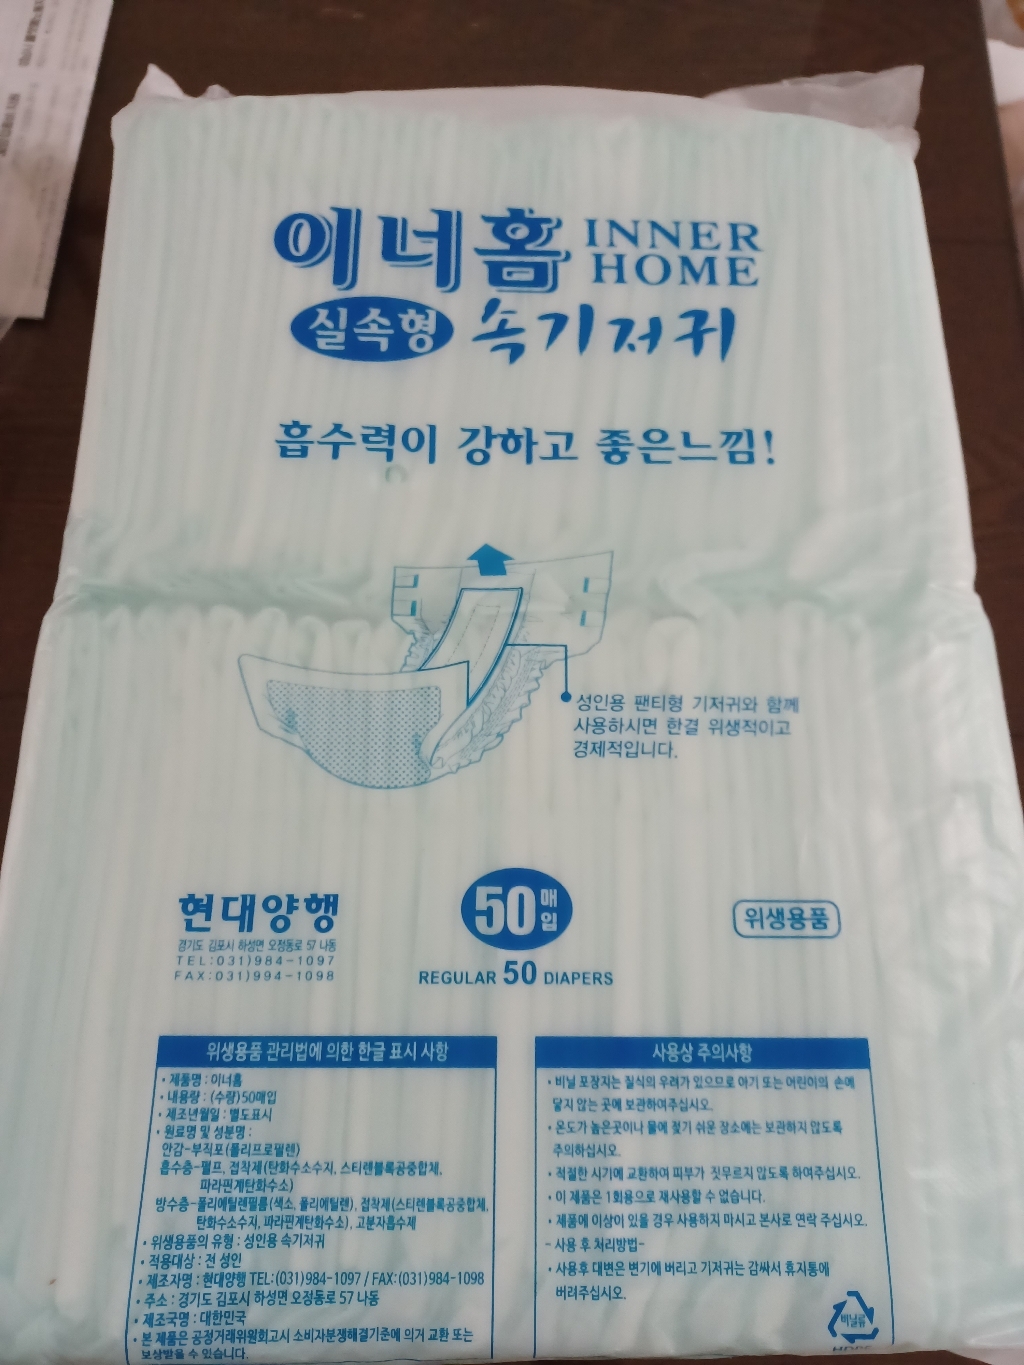 이너홈 INNER HOME
실속형 속기저귀
흡수력이 강하고 좋은느낌!
성인용 팬티형 기저귀와 함께
사용하시면 한결 위생적이고
경제적입니다.
현대양행
경기도 김포시 하성면 오정동로 57 나동
TEL:031)984-1097
FAX:031)994-1098
50매입
REGULAR 50 DIAPERS
위생용품
위생용품 관리법에 의한 한글 표시 사항
• 제품명 : 이너홈
• 내용량 : (수량)50매입
• 제조년월일 : 별도표시
• 원료명 및 성분명 :
안감-부직포(폴리프로필렌)
흡수층-펄프, 접착제(탄화수소수지, 스티렌블록공중합체,
파라핀계탄화수소)
방수층-폴리에틸렌필름(색소, 폴리에틸렌), 접착제(스티렌블록공중합체,
탄화수소수지, 파라핀계탄화수소), 고분자흡수제
• 위생용품의 유형 : 성인용 속기저귀
• 적용대상 : 전 성인
• 제조자명 : 현대양행 TEL:(031)984-1097 / FAX:(031)984-1098
• 주소 : 경기도 김포시 하성면 오정동로 57 나동
• 제조국명 : 대한민국
• 본 제품은 공정거래위원회고시 소비자분쟁해결기준에 의거 교환 또는
보상받을 수 있습니다.
사용상 주의사항
• 비닐 포장지는 질식의 우려가 있으므로 아기 또는 어린이의 손에
닿지 않는 곳에 보관하여주십시오.
• 온도가 높은곳이나 물에 젖기 쉬운 장소에는 보관하지 않도록
주의하십시오.
• 적절한 시기에 교환하여 피부가 짓무르지 않도록 하여주십시오.
• 이 제품은 1회용으로 재사용할 수 없습니다.
• 제품에 이상이 있을 경우 사용하지 마시고 본사로 연락 주십시오.
- 사용 후 처리방법-
• 사용후 대변은 변기에 버리고 기저귀는 감싸서 휴지통에
버려주십시오.
비닐류